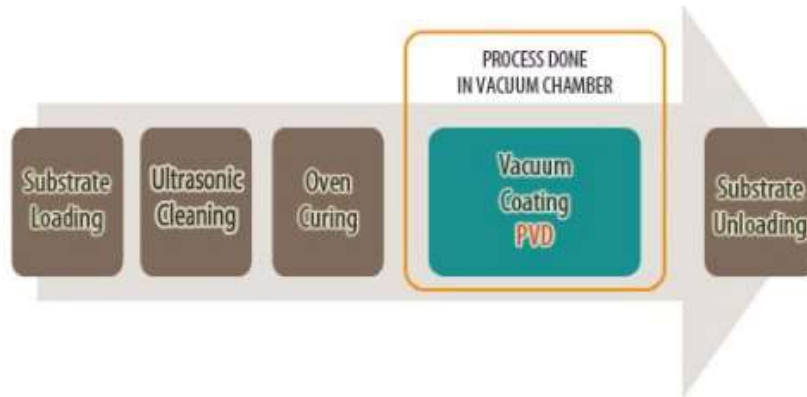 PROCESS DONE
IN VACUUM CHAMBER
Substrate
Loading
Ultrasonic
Cleaning
Oven
Curing
Vacuum
Coating
PVD
Substrate
Unloading